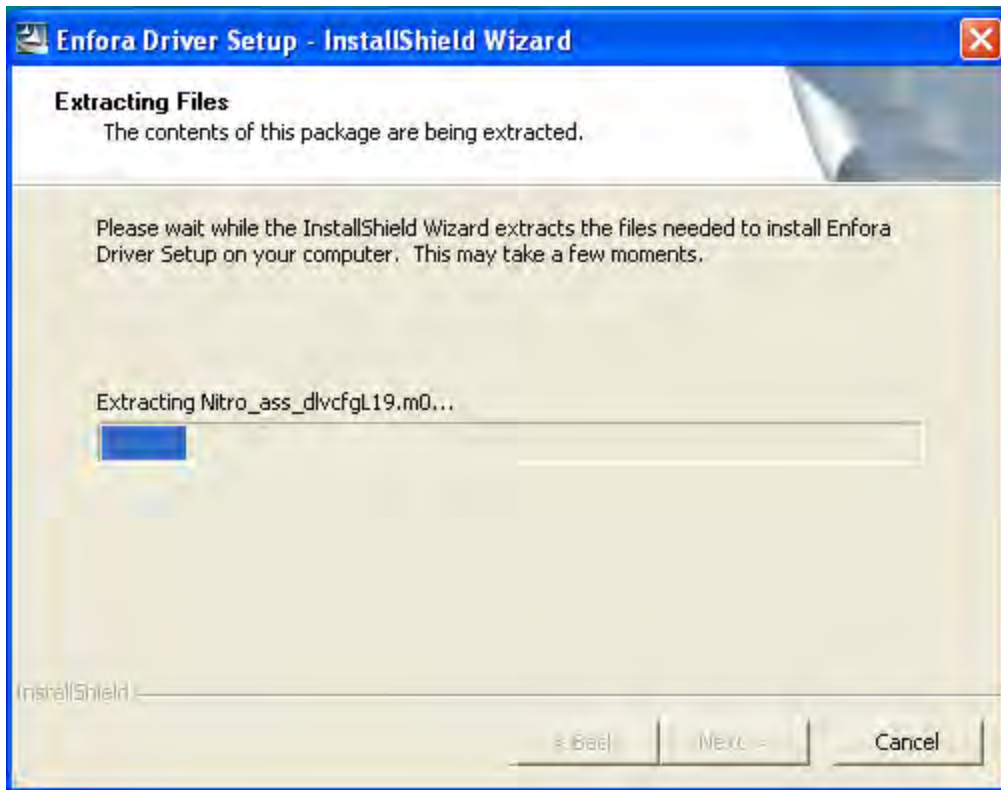 Enfora Driver Setup - InstallShield Wizard
Extracting Files
The contents of this package are being extracted.
Please wait while the InstallShield Wizard extracts the files needed to install Enfora
Driver Setup on your computer. This may take a few moments.
Extracting Nitro_ass_dlvcfgL19.m0...
InstallShield
< Back Next > Cancel